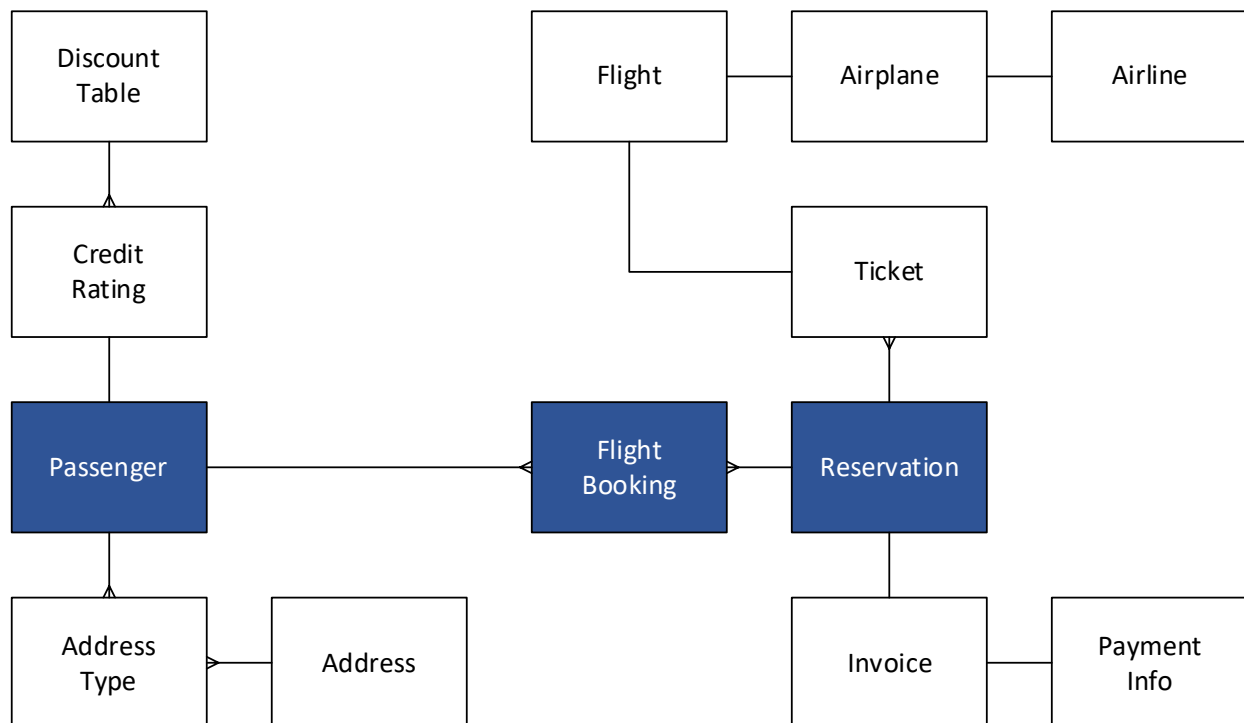 Discount
Table
Flight
Airplane
Airline
Credit
Rating
Ticket
Passenger
Flight
Booking
Reservation
Address
Type
Address
Invoice
Payment
Info